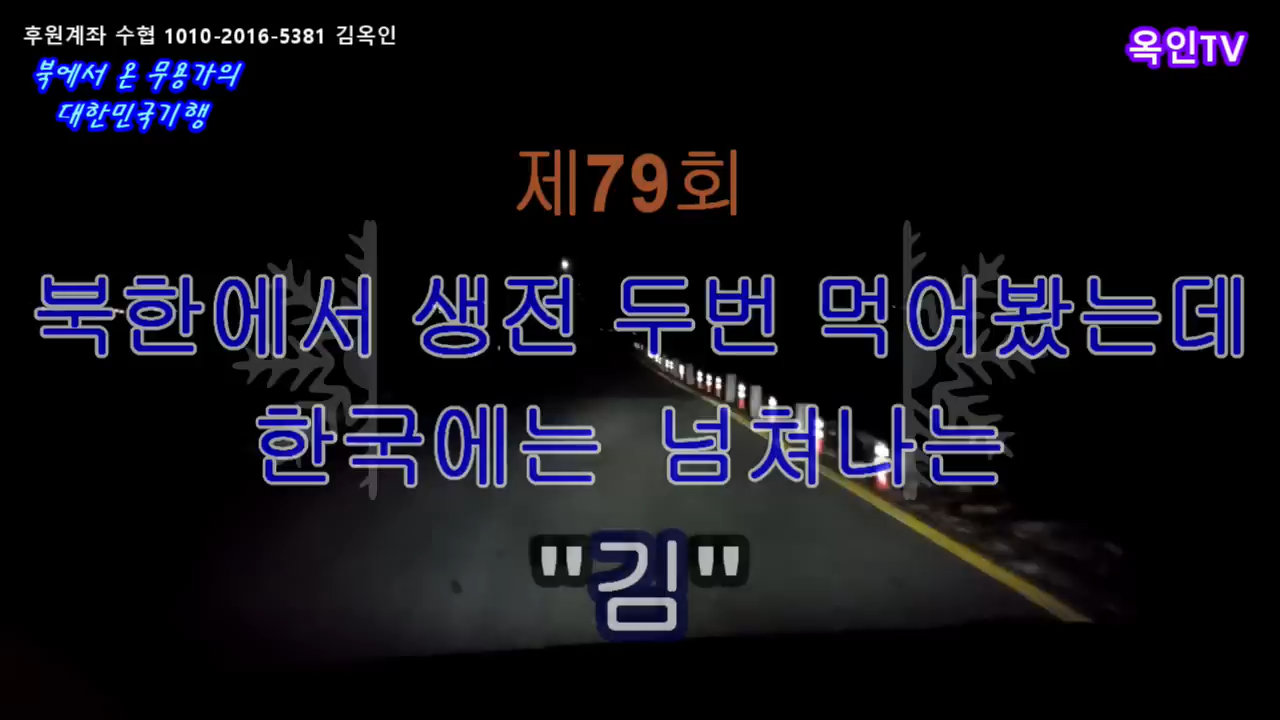 후원계좌 수협 1010-2016-5381 김옥인
옥인TV
북에서 온 무용가의
대한민국기행
제79회
북한에서 생전 두번 먹어봤는데
한국에는 넘쳐나는
"김"